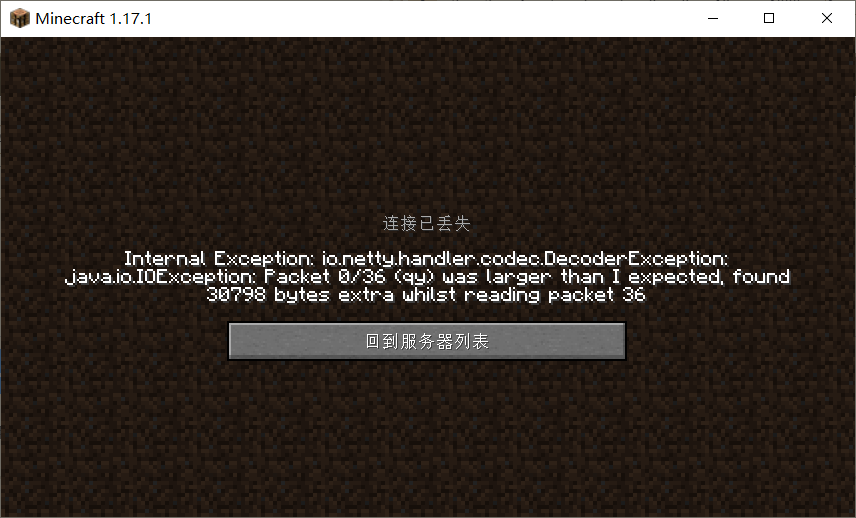 Minecraft 1.17.1
连接已丢失
Internal Exception: io.netty.handler.codec.DecoderException:
java.io.IOException: Packet 0/36 (qy) was larger than I expected, found
30798 bytes extra whilst reading packet 36
回到服务器列表